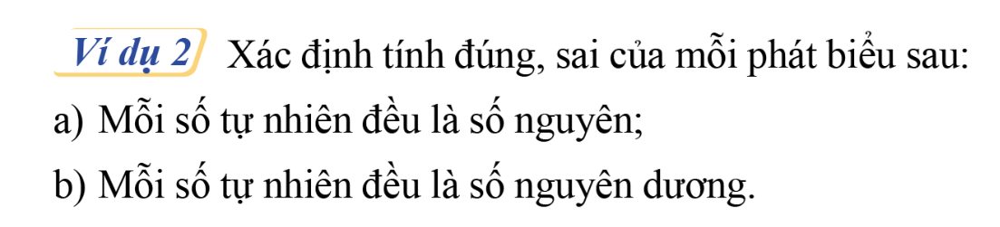 Ví dụ 2 Xác định tính đúng, sai của mỗi phát biểu sau:
a) Mỗi số tự nhiên đều là số nguyên;
b) Mỗi số tự nhiên đều là số nguyên dương.